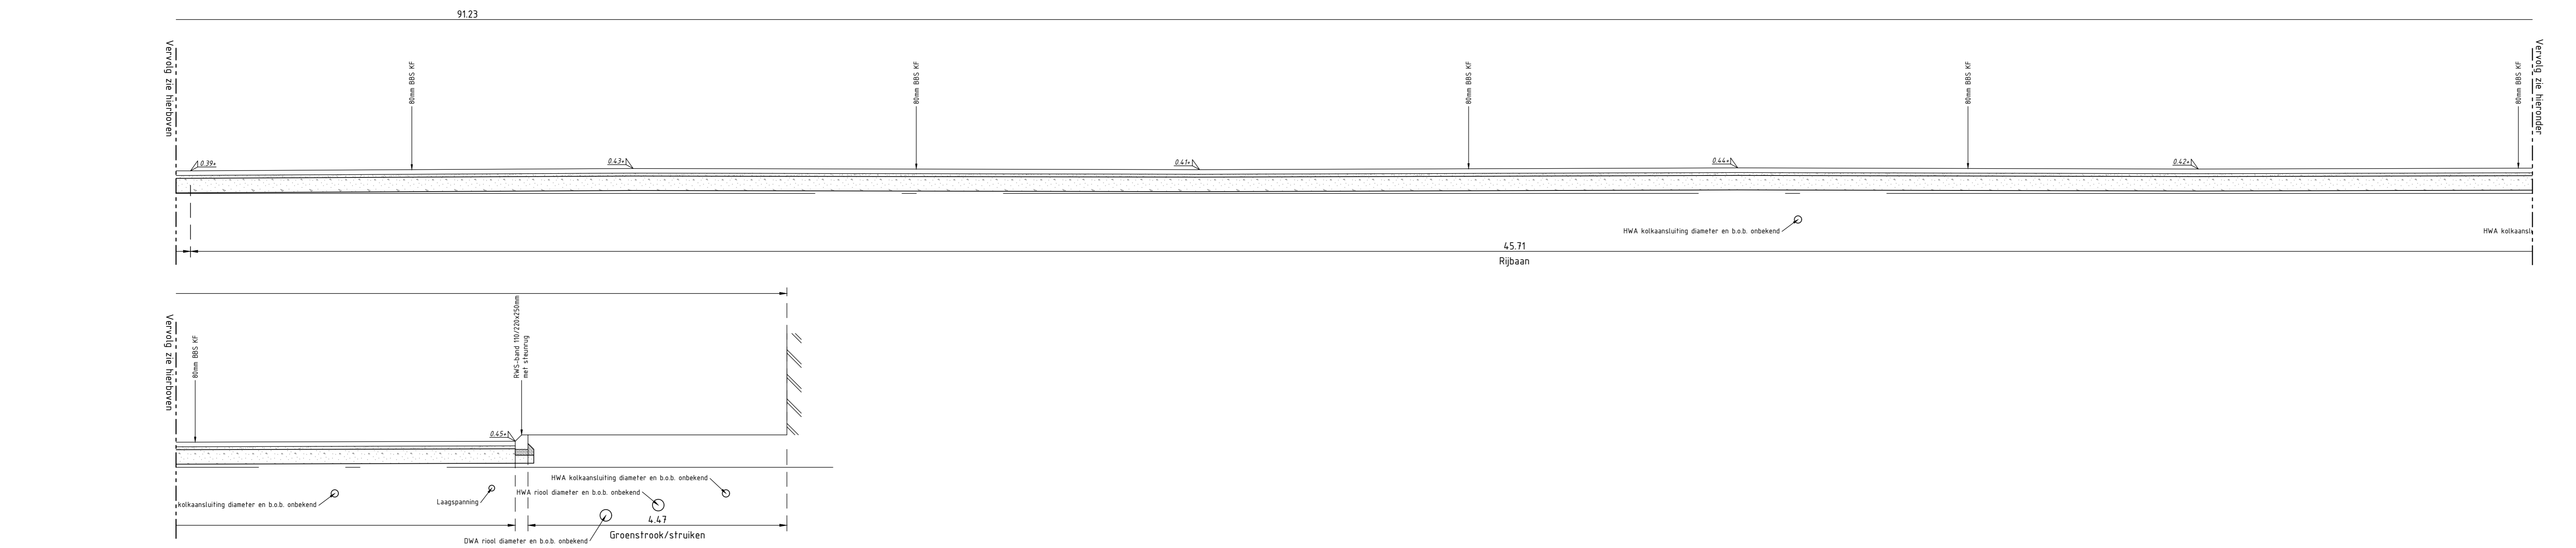 91.23
Vervolg zie hierboven
80mm BBS KF
80mm BBS KF
80mm BBS KF
80mm BBS KF
80mm BBS KF
Vervolg zie hieronder
0.39+
0.43+
0.41+
0.44+
0.42+
HWA kolkaansluiting diameter en b.o.b. onbekend
HWA kolkaanslu
45.71
Rijbaan
Vervolg zie hierboven
80mm BBS KF
RWS-band 110/220x250mm
met steunrug
0.45+
kolkaansluiting diameter en b.o.b. onbekend
Laagspanning
HWA kolkaansluiting diameter en b.o.b. onbekend
HWA riool diameter en b.o.b. onbekend
4.47
Groenstrook/struiken
DWA riool diameter en b.o.b. onbekend